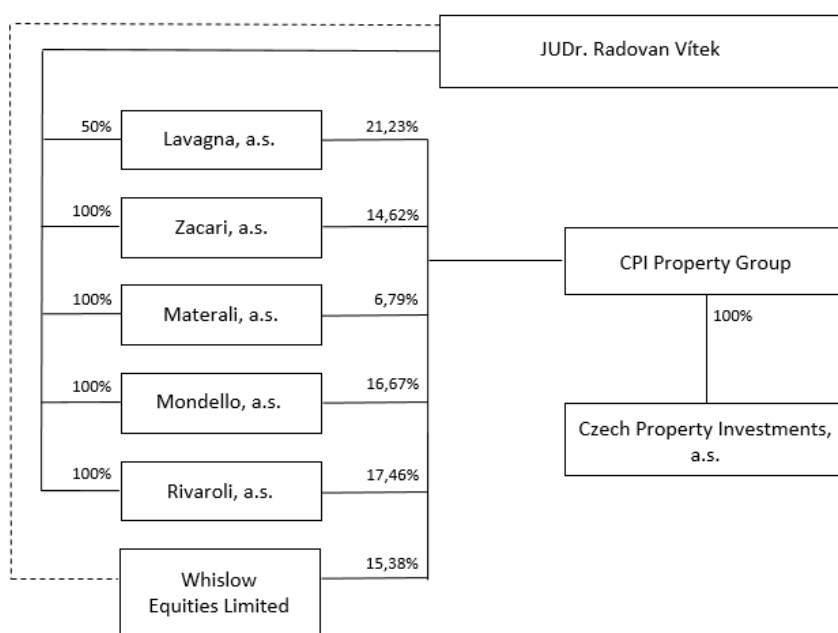 JUDr. Radovan Vítek
50%
Lavagna, a.s.
21,23%
100%
Zacari, a.s.
14,62%
CPI Property Group
100%
Materali, a.s.
6,79%
100%
100%
Mondello, a.s.
16,67%
Czech Property Investments,
a.s.
100%
Rivaroli, a.s.
17,46%
Whislow
Equities Limited
15,38%